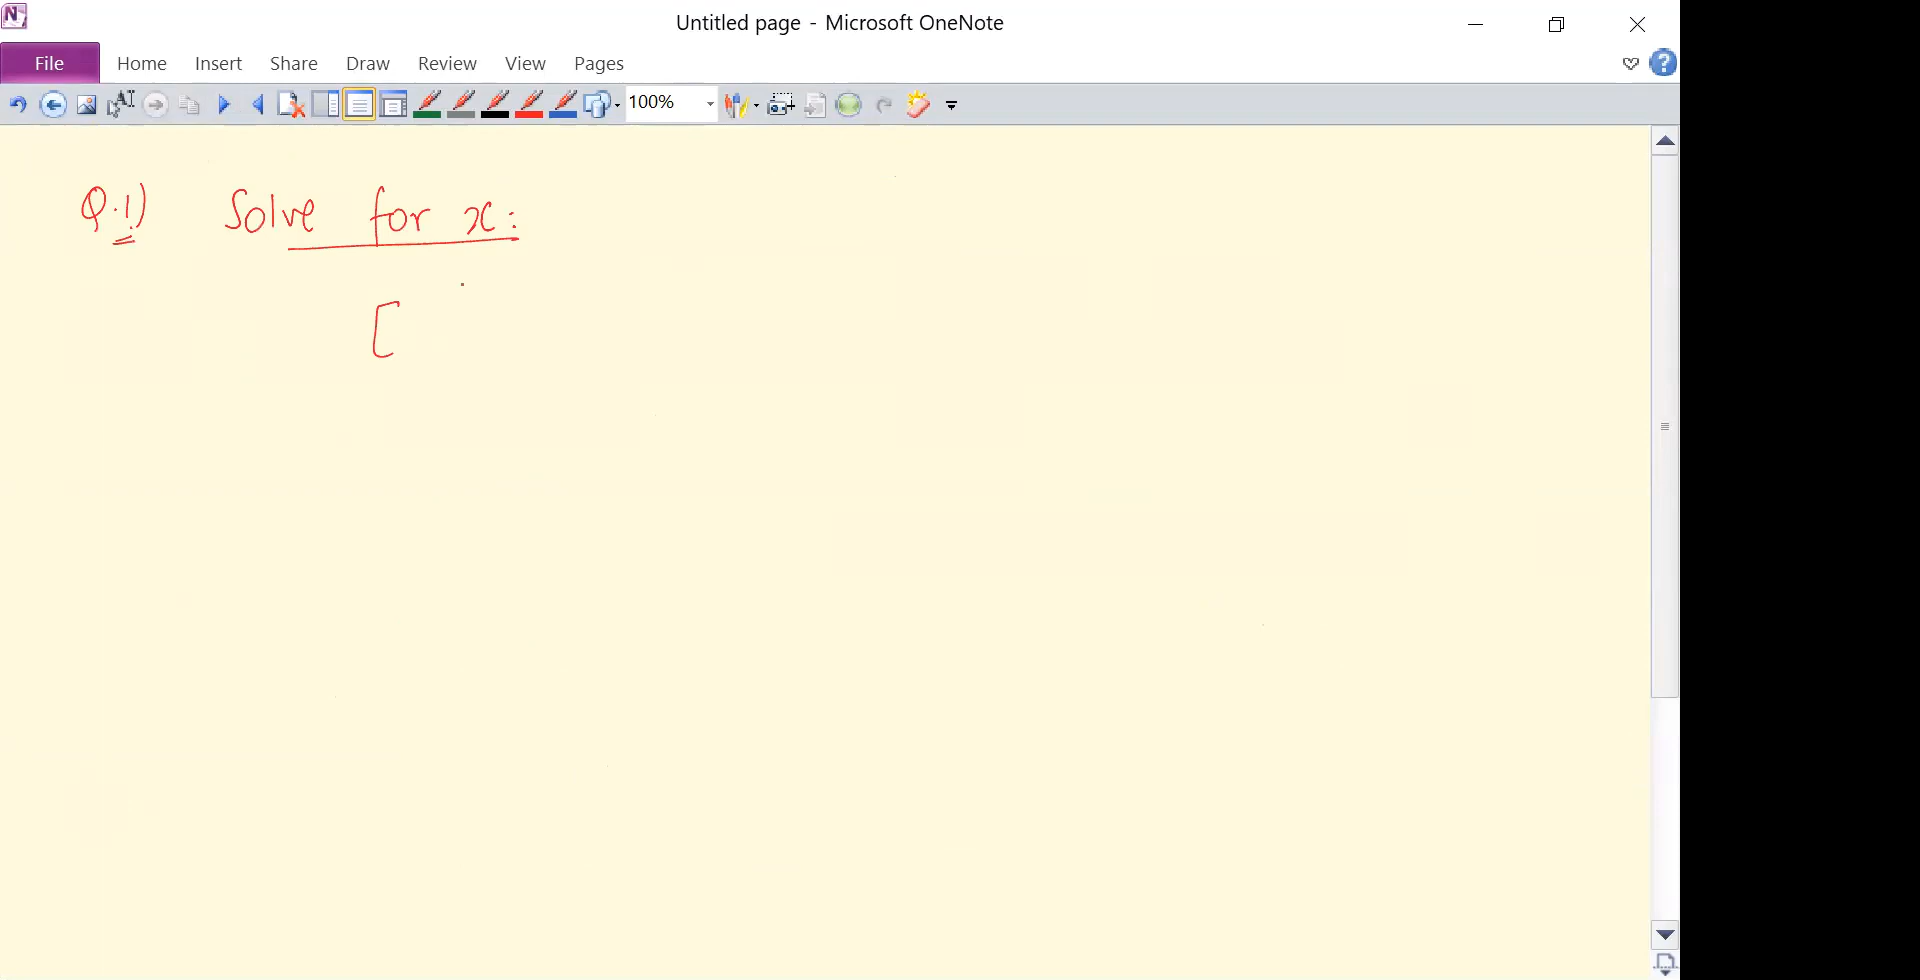 Untitled page - Microsoft OneNote
File Home Insert Share Draw Review View Pages
100%
Q.1) Solve for x:
[